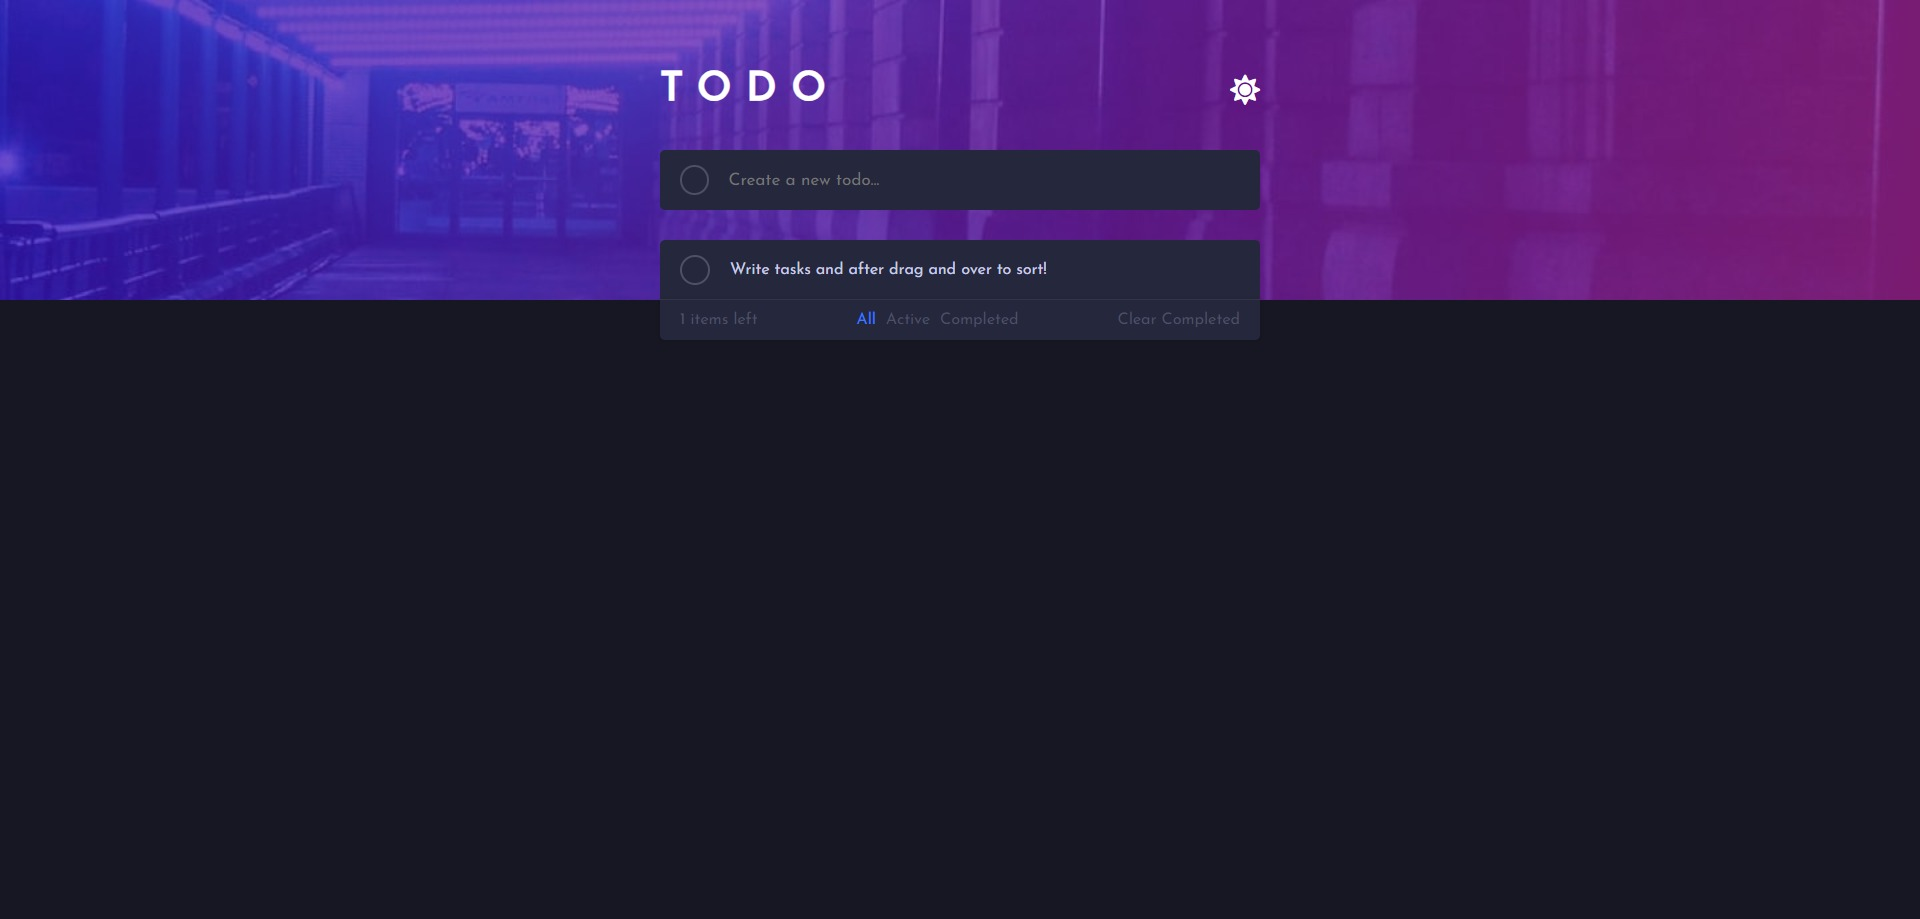 TODO
Create a new todo...
Write tasks and after drag and over to sort!
1 items left All Active Completed Clear Completed